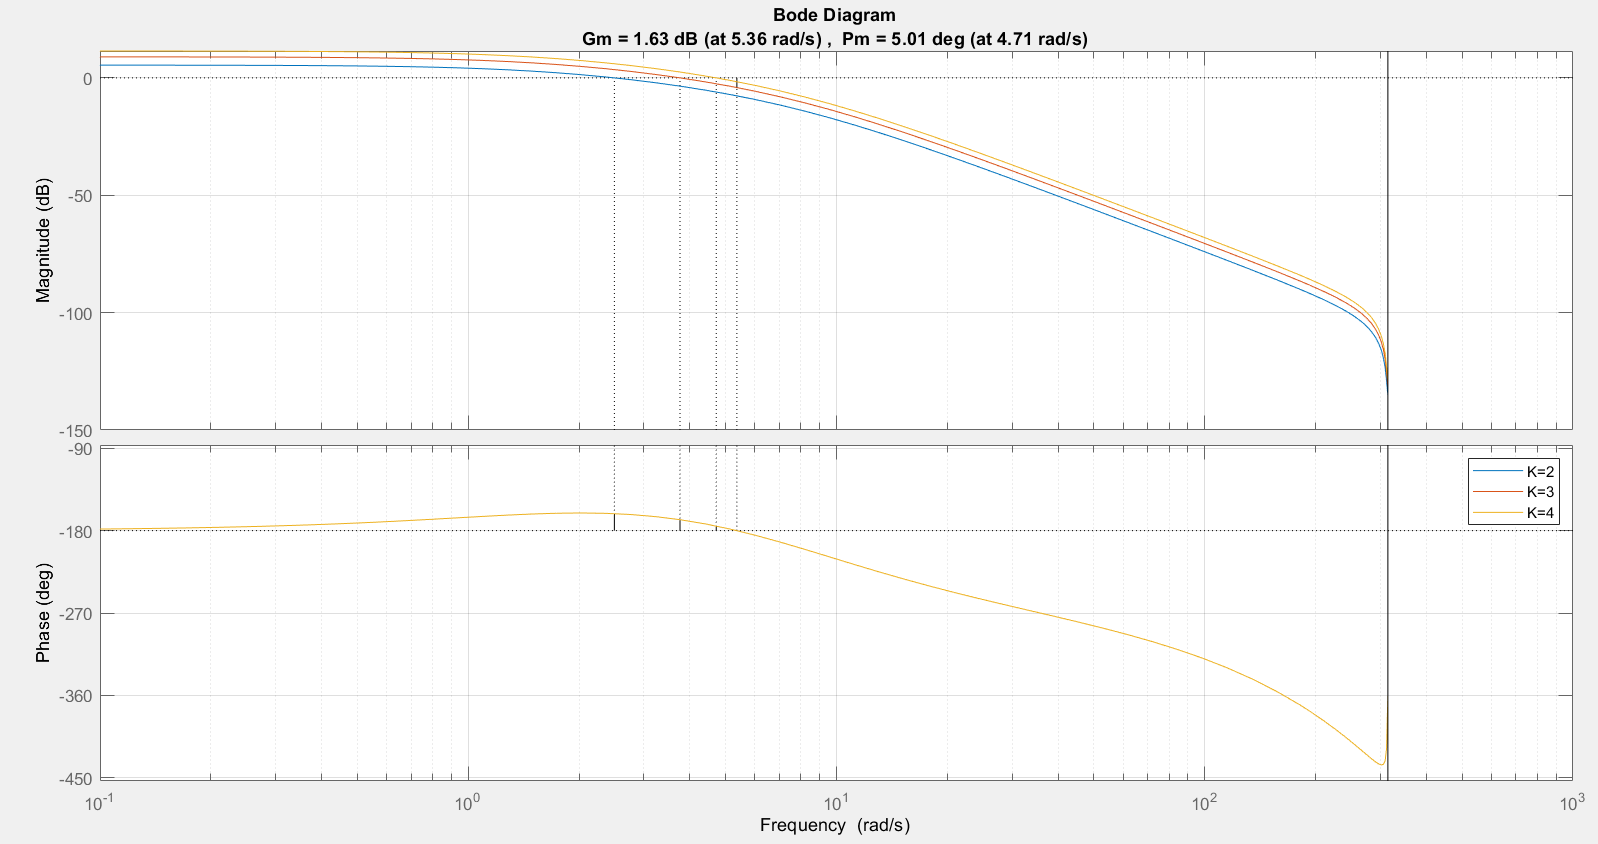 Bode Diagram
Gm = 1.63 dB (at 5.36 rad/s) , Pm = 5.01 deg (at 4.71 rad/s)
0
-50
-100
-150
Magnitude (dB)
-90
-180
-270
-360
-450
Phase (deg)
K=2
K=3
K=4
10-1
100
101
102
103
Frequency (rad/s)